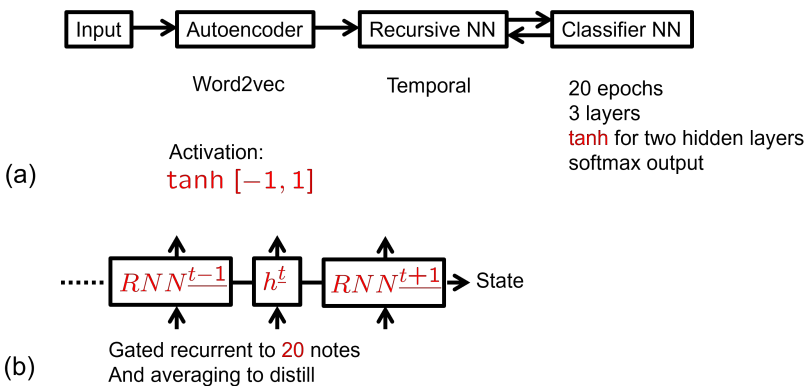 Input Autoencoder Recursive NN Classifier NN
Word2vec Temporal
20 epochs
3 layers
tanh for two hidden layers
softmax output
Activation:
tanh [−1, 1]
(a)
RNN^{t−1} h^{t} RNN^{t+1} State
Gated recurrent to 20 notes
And averaging to distill
(b)